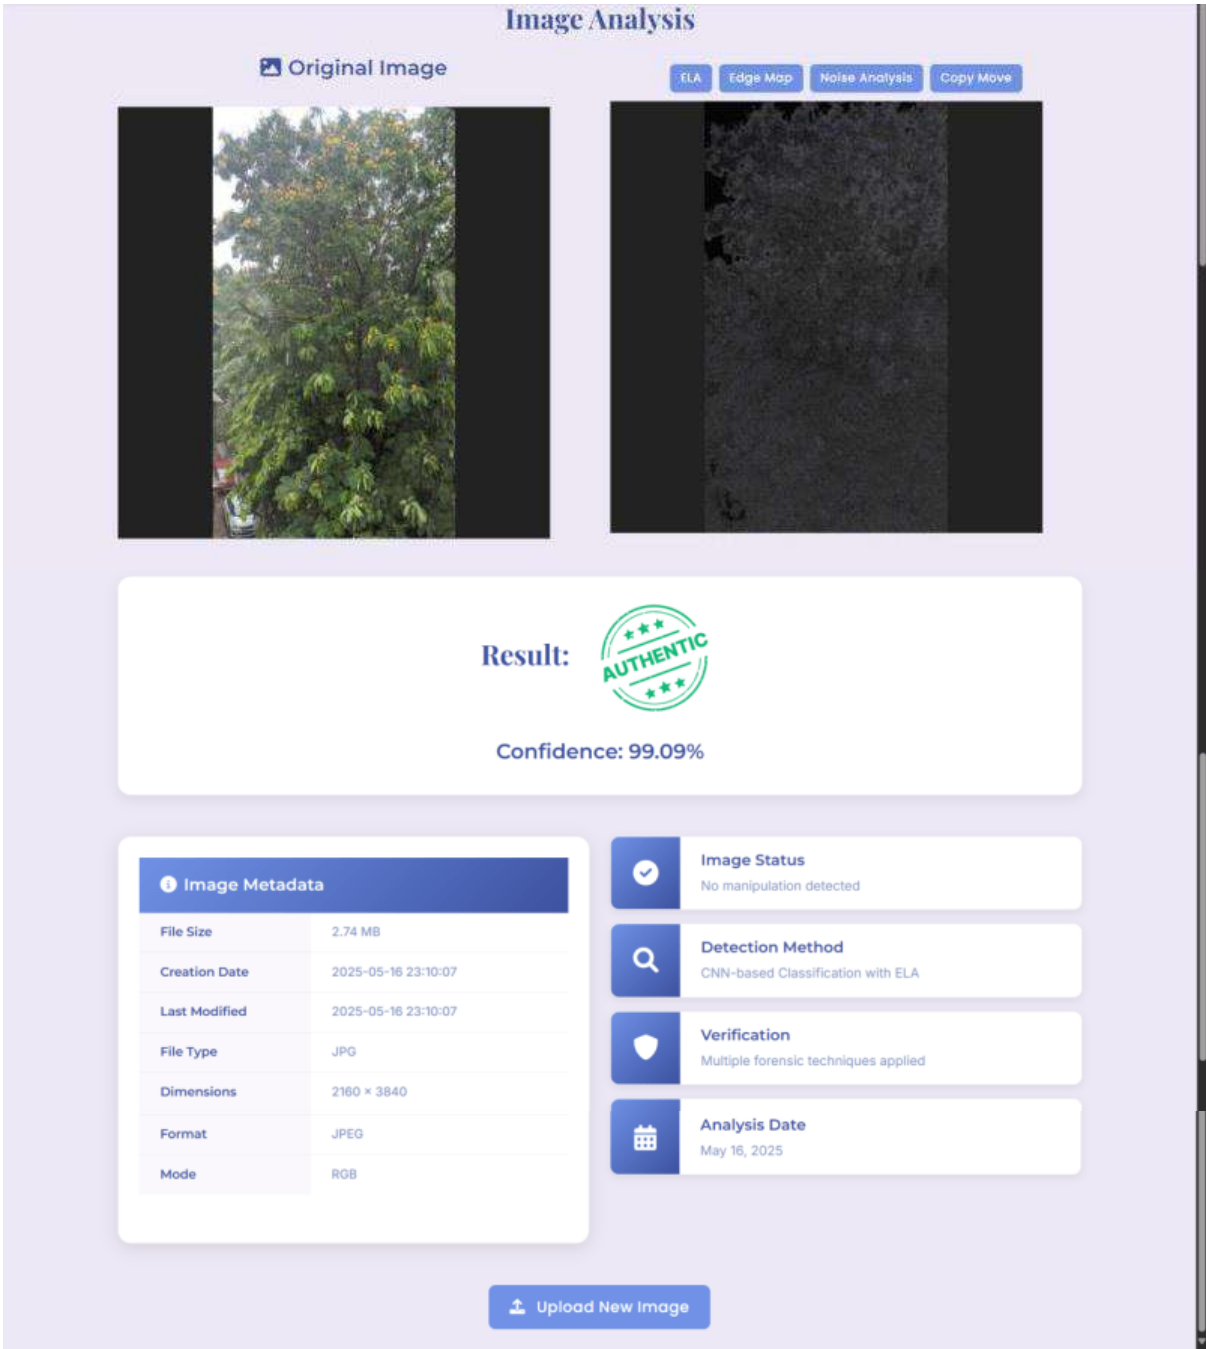 Image Analysis
Original Image
ELA
Edge Map
Noise Analysis
Copy Move
Result:
AUTHENTIC
Confidence: 99.09%
Image Metadata
File Size 2.74 MB
Creation Date 2025-05-16 23:10:07
Last Modified 2025-05-16 23:10:07
File Type JPG
Dimensions 2160 × 3840
Format JPEG
Mode RGB
Image Status
No manipulation detected
Detection Method
CNN-based Classification with ELA
Verification
Multiple forensic techniques applied
Analysis Date
May 16, 2025
Upload New Image